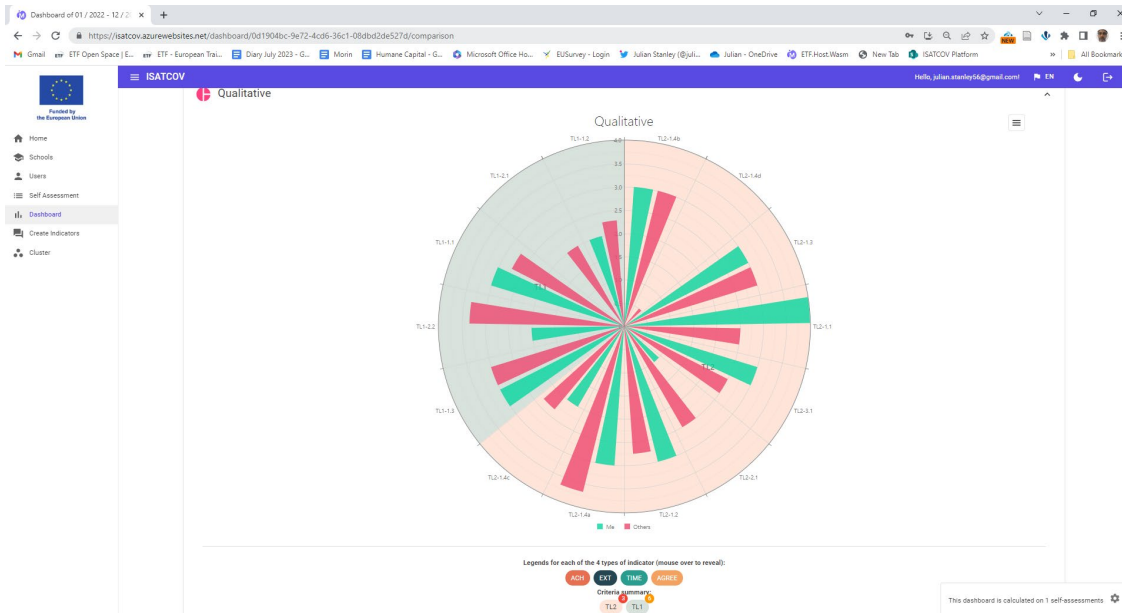 Dashboard of 01 / 2022 - 12 / 2
https://isatcov.azurewebsites.net/dashboard/0d1904bc-9e72-4cd6-36c1-08dbd2de527d/comparison
NEW
Gmail
ETF Open Space | E...
ETF - European Trai...
Diary July 2023 - G...
Morin
Humane Capital - G...
Microsoft Office Ho...
EUSurvey - Login
Julian Stanley (@juli...
Julian - OneDrive
ETF.Host.Wasm
New Tab
ISATCOV Platform
All Bookmark
Funded by
the European Union
Home
Schools
Users
Self Assessment
Dashboard
Create Indicators
Cluster
ISATCOV
Hello, julian.stanley56@gmail.com!
EN
Qualitative
Qualitative
TL1-1.2
4.0
TL2-1.4b
3.5
TL1-2.1
TL2-1.4d
3.0
2.5
TL1-1.1
TL2-1.3
TL1
TL1-2.2
TL2-1.1
TL2
TL1-1.3
TL2-3.1
TL2-1.4c
TL2-2.1
TL2-1.4a
TL2-1.2
Me
Others
Legends for each of the 4 types of indicator (mouse over to reveal):
ACH
EXT
TIME
AGREE
Criteria summary:
TL2
TL1
This dashboard is calculated on 1 self-assessments